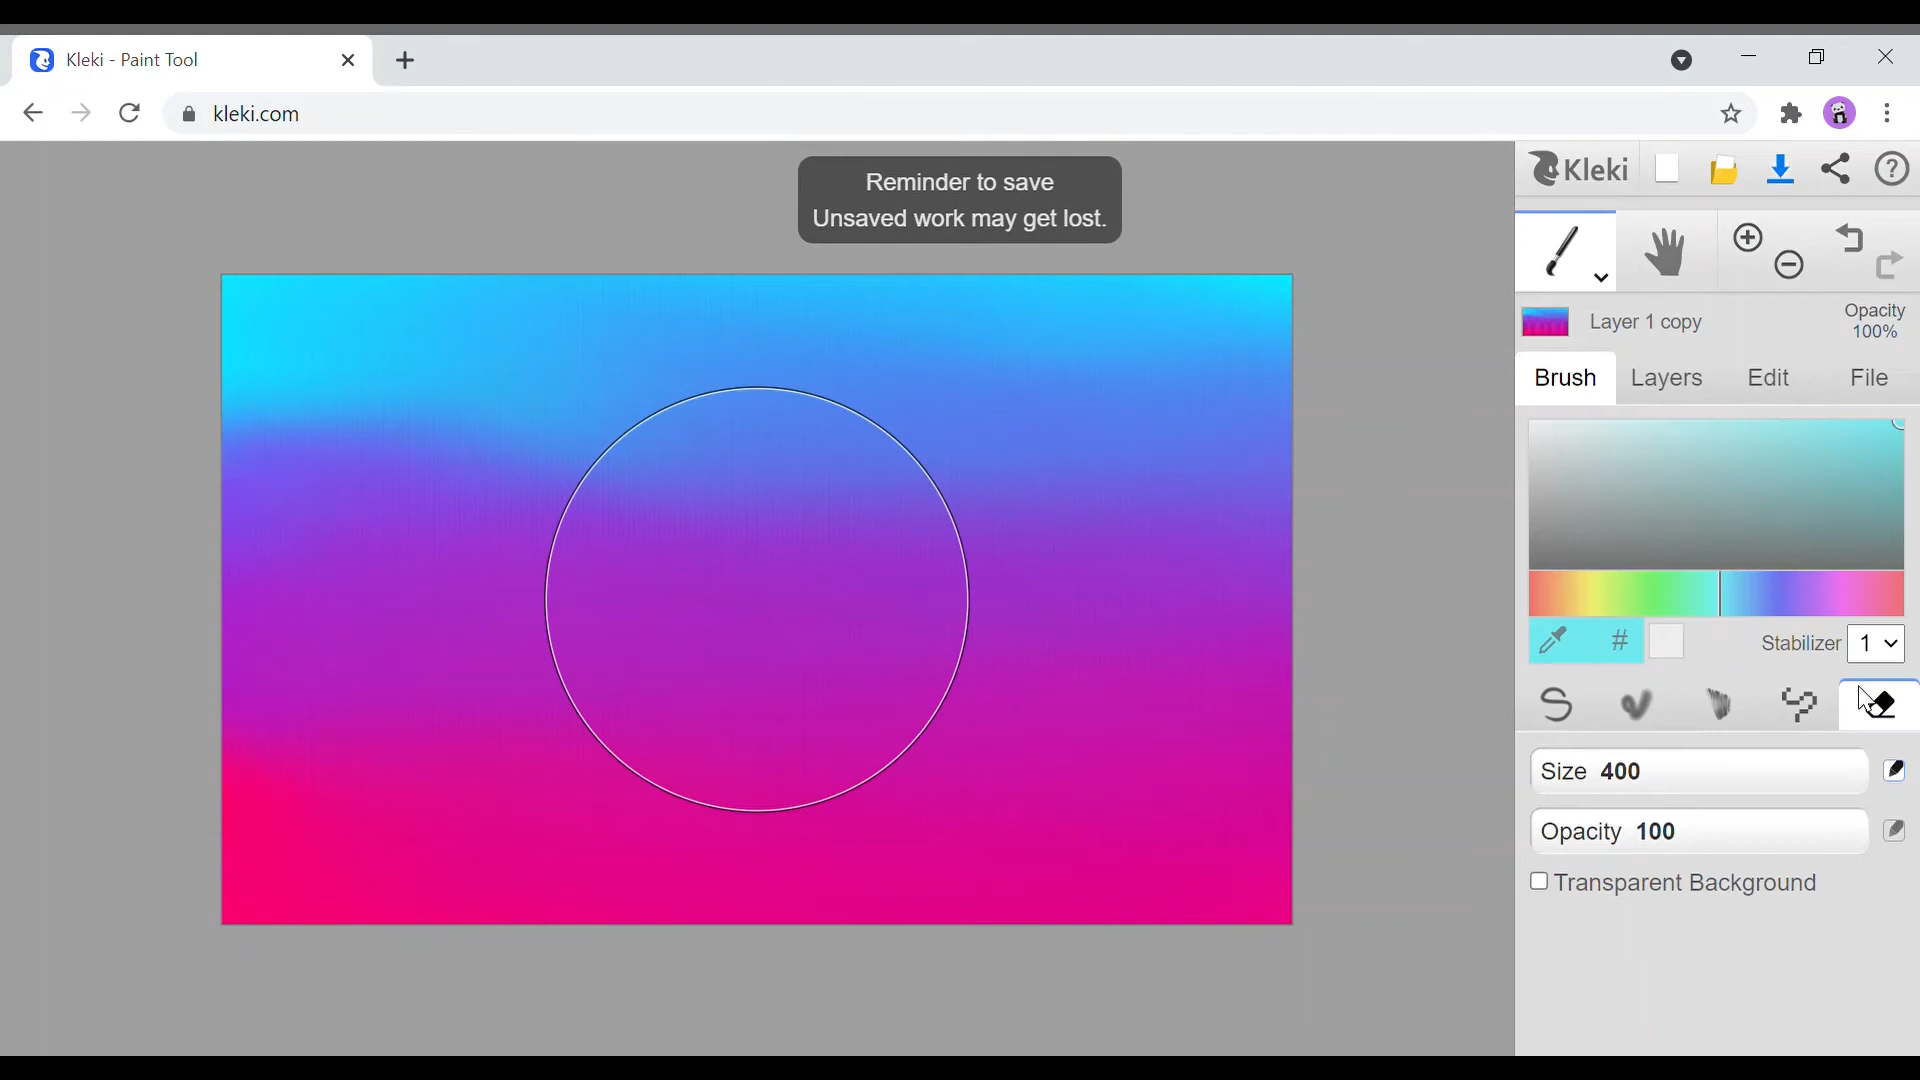 Kleki - Paint Tool
kleki.com
Reminder to save
Unsaved work may get lost.
Kleki
Layer 1 copy
Opacity
100%
Brush
Layers
Edit
File
#
Stabilizer 1
Size 400
Opacity 100
Transparent Background